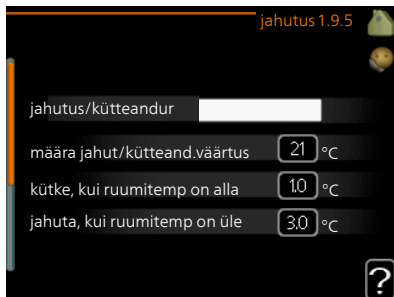 jahutus 1.9.5
jahutus/kütteandur
määra jahut/kütteand.väärtus 21 °C
kütke, kui ruumitemp on alla 1.0 °C
jahuta, kui ruumitemp on üle 3.0 °C
?